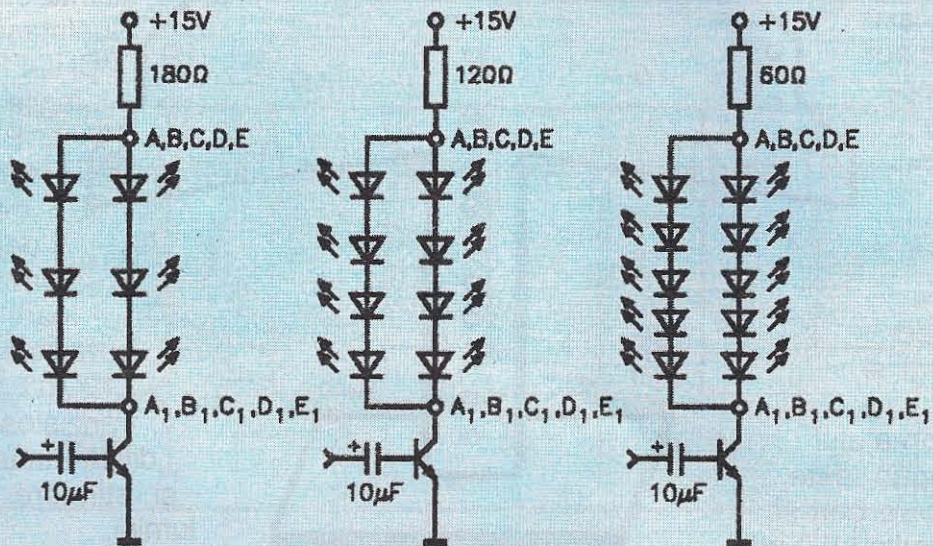 +15V
180Ω
A,B,C,D,E
A₁,B₁,C₁,D₁,E₁
+
10µF
+15V
120Ω
A,B,C,D,E
A₁,B₁,C₁,D₁,E₁
+
10µF
+15V
60Ω
A,B,C,D,E
A₁,B₁,C₁,D₁,E₁
+
10µF